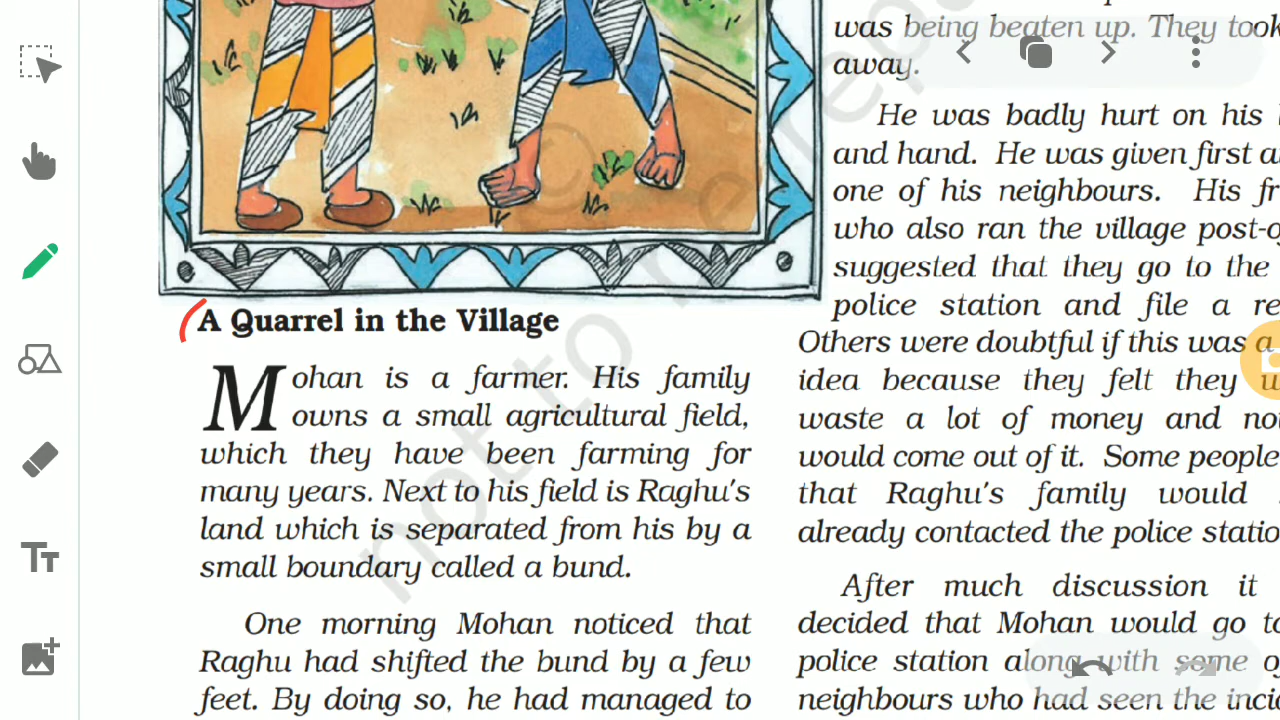 A Quarrel in the Village
Mohan is a farmer. His family
owns a small agricultural field,
which they have been farming for
many years. Next to his field is Raghu's
land which is separated from his by a
small boundary called a bund.
One morning Mohan noticed that
Raghu had shifted the bund by a few
feet. By doing so, he had managed to
was being beaten up. They took
away.
He was badly hurt on his
and hand. He was given first
one of his neighbours. His
who also ran the village
suggested that they go to the
police station and file a
Others were doubtful if this was a
idea because they felt they
waste a lot of money and
would come out of it. Some people
that Raghu's family would
already contacted the police
After much discussion it
decided that Mohan would go
police station along with some
neighbours who had seen the
not to
Tт